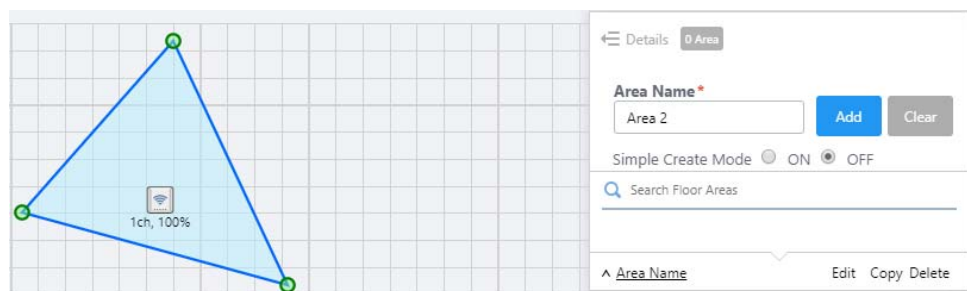 Details 0 Area
Area Name*
Area 2 Add Clear
Simple Create Mode ON OFF
Search Floor Areas
1ch, 100%
^ Area Name Edit Copy Delete